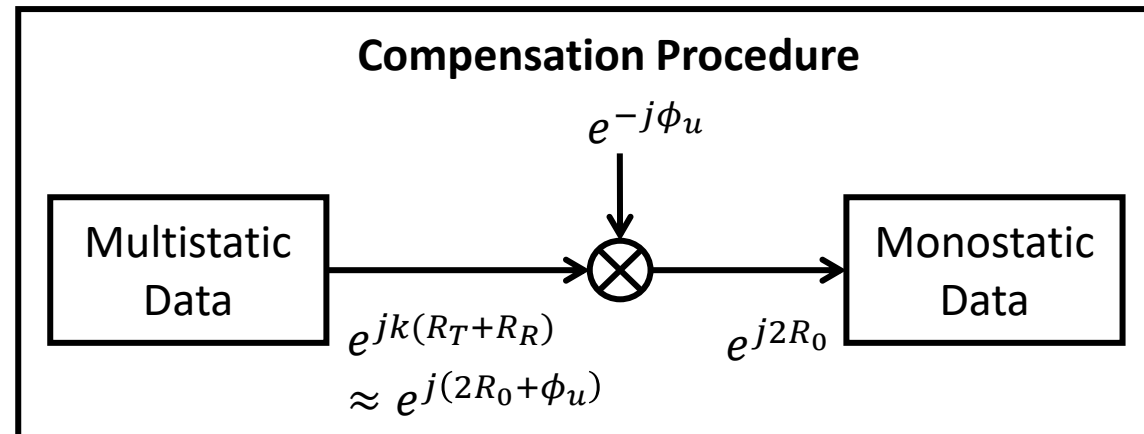 Compensation Procedure
e^{-jϕ_u}
Multistatic
Data
Monostatic
Data
e^{jk(R_T+R_R)}
≈ e^{j(2R_0+ϕ_u)}
e^{j2R_0}